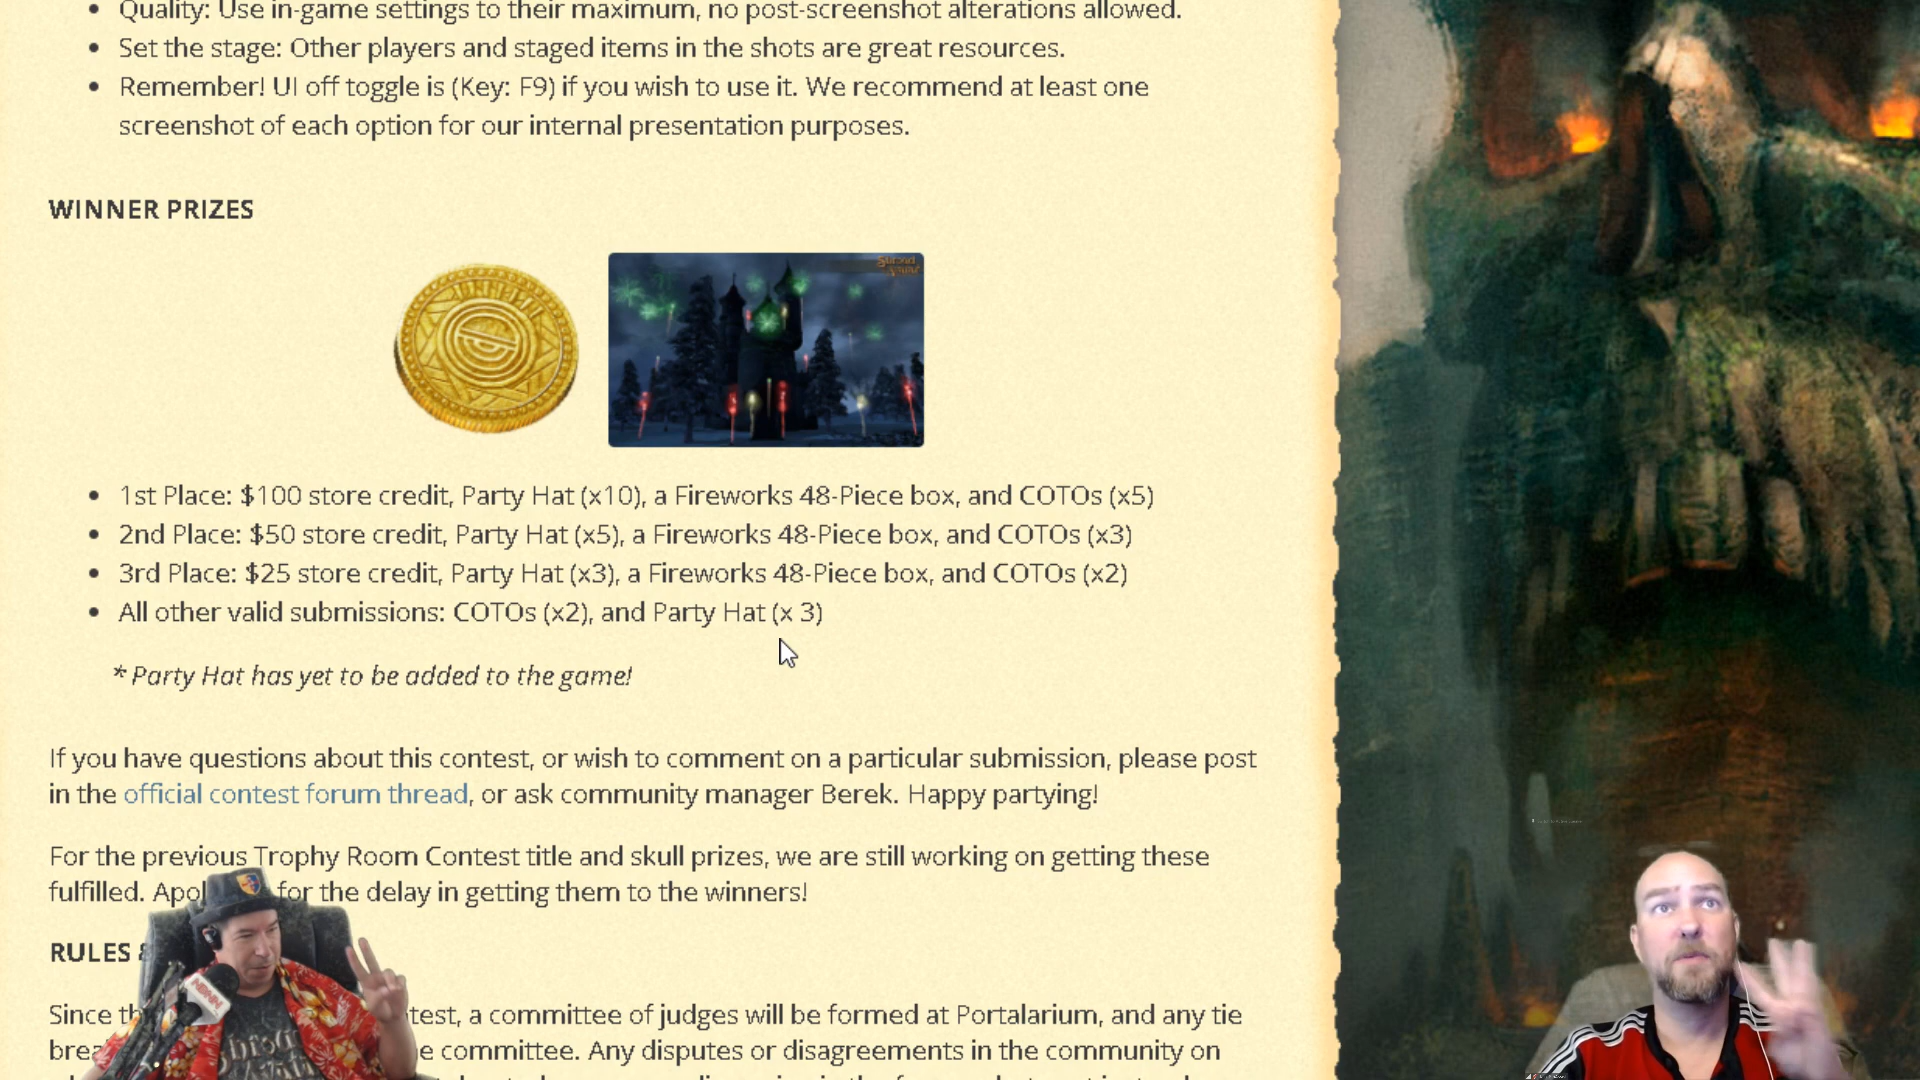 Quality: Use in-game settings to their maximum, no post-screenshot alterations allowed.
Set the stage: Other players and staged items in the shots are great resources.
Remember! UI off toggle is (Key: F9) if you wish to use it. We recommend at least one
screenshot of each option for our internal presentation purposes.
WINNER PRIZES
1st Place: $100 store credit, Party Hat (x10), a Fireworks 48-Piece box, and COTOs (x5)
2nd Place: $50 store credit, Party Hat (x5), a Fireworks 48-Piece box, and COTOs (x3)
3rd Place: $25 store credit, Party Hat (x3), a Fireworks 48-Piece box, and COTOs (x2)
All other valid submissions: COTOs (x2), and Party Hat (x 3)
* Party Hat has yet to be added to the game!
If you have questions about this contest, or wish to comment on a particular submission, please post
in the official contest forum thread, or ask community manager Berek. Happy partying!
For the previous Trophy Room Contest title and skull prizes, we are still working on getting these
fulfilled. for the delay in getting them to the winners!
RULES
Since a committee of judges will be formed at Portalarium, and any tie
committee. Any disputes or disagreements in the community on